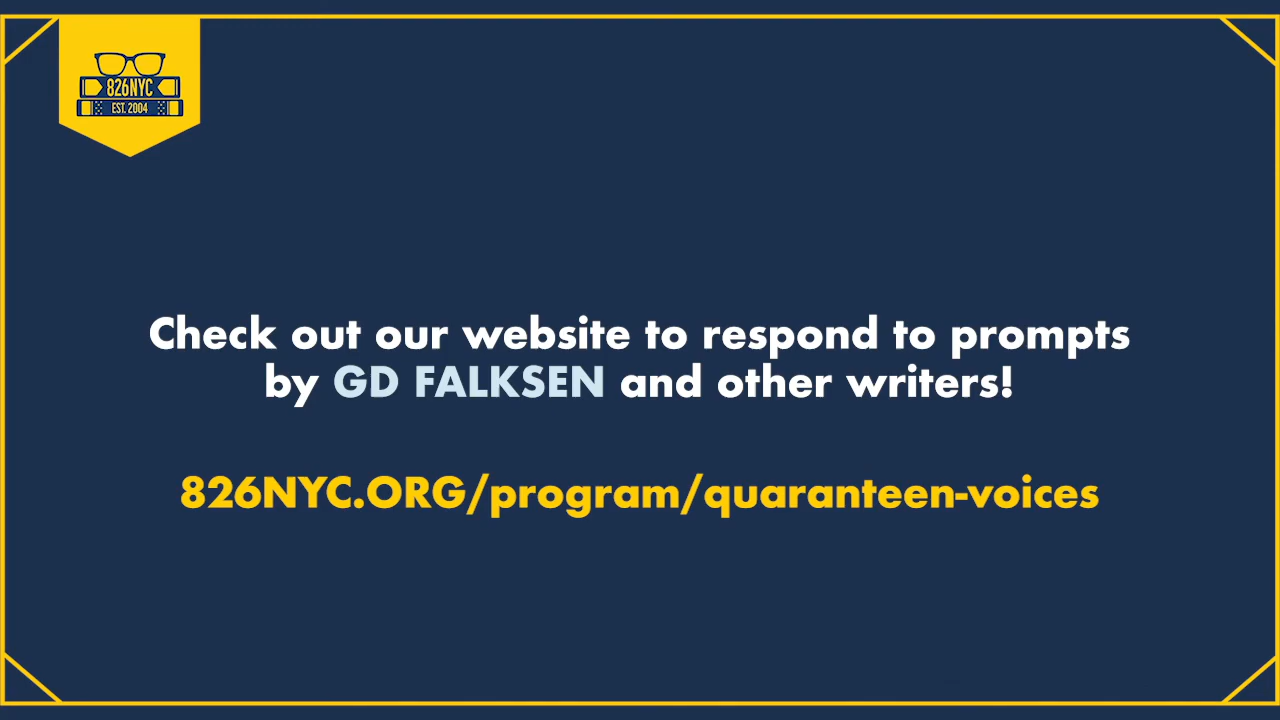 826NYC
EST. 2004
Check out our website to respond to prompts
by GD FALKSEN and other writers!
826NYC.ORG/program/quaranteen-voices